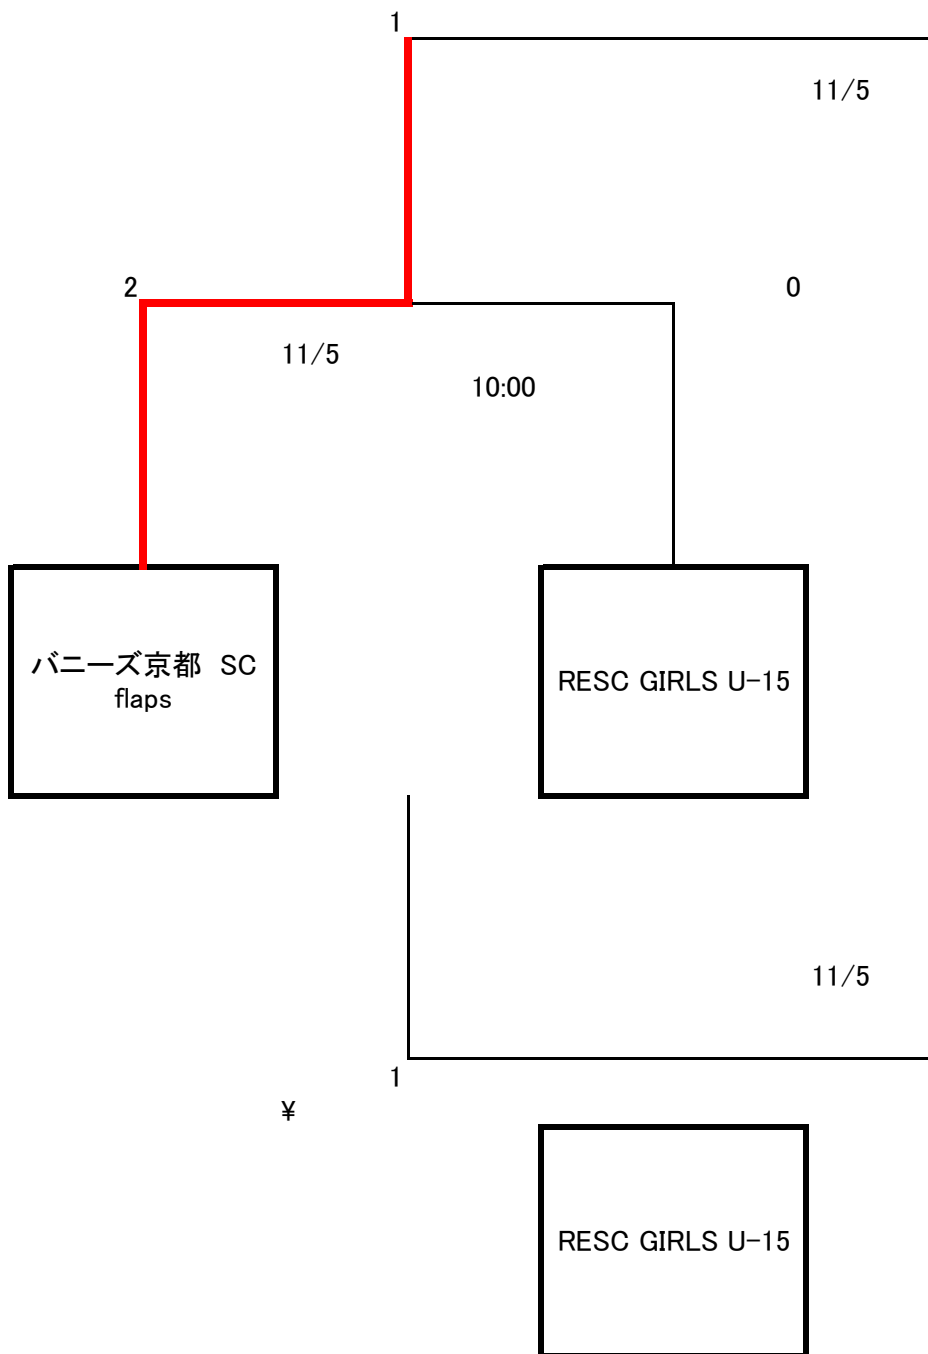 1
11/5
2
0
11/5
10:00
バニーズ京都　SC
flaps
RESC GIRLS U-15
11/5
1
¥
RESC GIRLS U-15